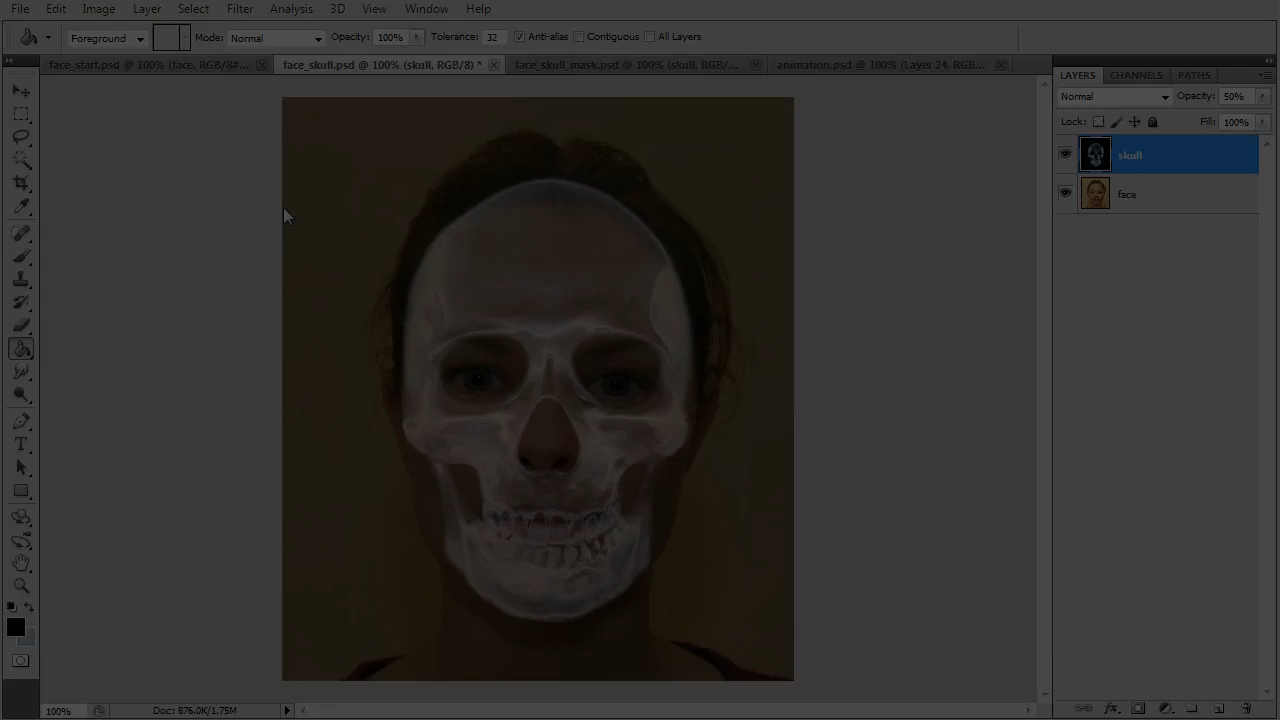 File Edit Image Layer Select Filter Analysis 3D View Window Help
Foreground Mode: Normal Opacity: 100% Tolerance: 32 Anti-alias Contiguous All Layers
face_start.psd @ 100% (face, RGB/8#... face_skull.psd @ 100% (skull, RGB/8) * face_skull_mask.psd @ 100% (skull, RGB/... animation.psd @ 100% (Layer 24, RGB...
LAYERS CHANNELS PATHS
Normal Opacity: 50%
Lock: Fill: 100%
skull
face
T
100% Doc: 876.0K/1.75M
fx